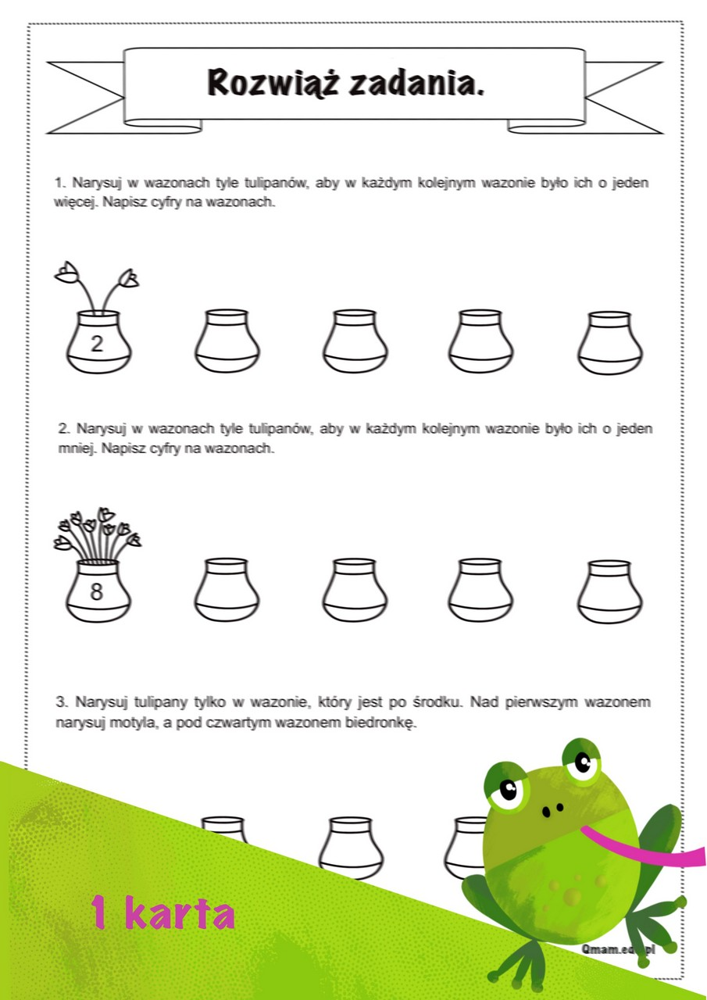 Rozwiąż zadania.
1. Narysuj w wazonach tyle tulipanów, aby w każdym kolejnym wazonie było ich o jeden
więcej. Napisz cyfry na wazonach.
2
2. Narysuj w wazonach tyle tulipanów, aby w każdym kolejnym wazonie było ich o jeden
mniej. Napisz cyfry na wazonach.
8
3. Narysuj tulipany tylko w wazonie, który jest po środku. Nad pierwszym wazonem
narysuj motyla, a pod czwartym wazonem biedronkę.
1 karta